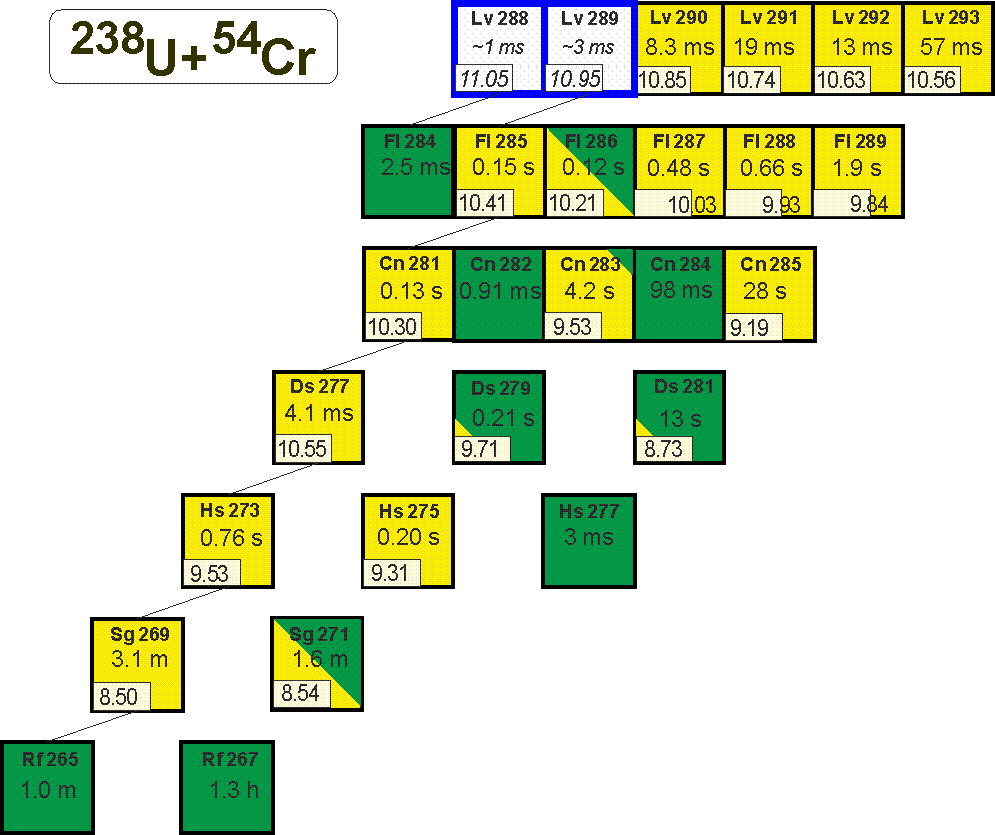 238U+54Cr
Lv 288 Lv 289 Lv 290 Lv 291 Lv 292 Lv 293
~1 ms ~3 ms 8.3 ms 19 ms 13 ms 57 ms
11.05 10.95 10.85 10.74 10.63 10.56
Fl 284 Fl 285 Fl 286 Fl 287 Fl 288 Fl 289
2.5 ms 0.15 s 0.12 s 0.48 s 0.66 s 1.9 s
10.41 10.21 10.03 9.93 9.84
Cn 281 Cn 282 Cn 283 Cn 284 Cn 285
0.13 s 0.91 ms 4.2 s 98 ms 28 s
10.30 9.53 9.19
Ds 277 Ds 279 Ds 281
4.1 ms 0.21 s 13 s
10.55 9.71 8.73
Hs 273 Hs 275 Hs 277
0.76 s 0.20 s 3 ms
9.53 9.31
Sg 269 Sg 271
3.1 m 1.6 m
8.50 8.54
Rf 265 Rf 267
1.0 m 1.3 h